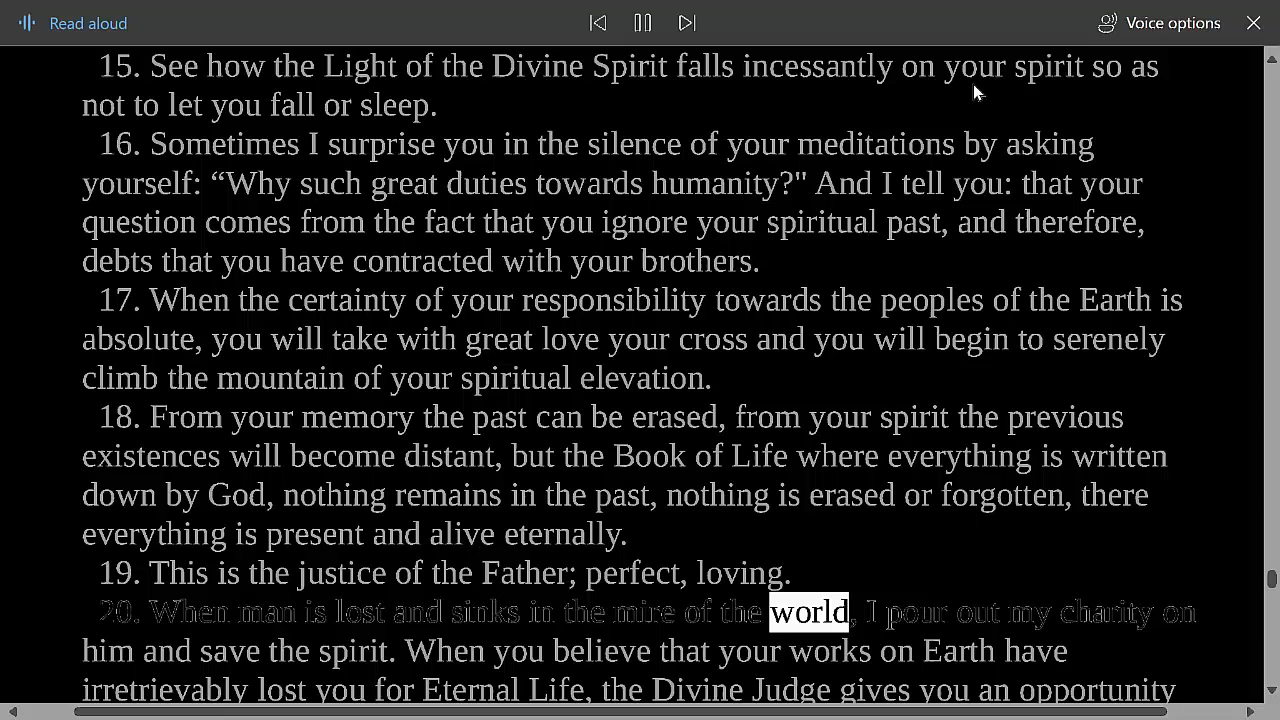 Read aloud
Voice options
15. See how the Light of the Divine Spirit falls incessantly on your spirit so as
not to let you fall or sleep.
16. Sometimes I surprise you in the silence of your meditations by asking
yourself: “Why such great duties towards humanity?" And I tell you: that your
question comes from the fact that you ignore your spiritual past, and therefore,
debts that you have contracted with your brothers.
17. When the certainty of your responsibility towards the peoples of the Earth is
absolute, you will take with great love your cross and you will begin to serenely
climb the mountain of your spiritual elevation.
18. From your memory the past can be erased, from your spirit the previous
existences will become distant, but the Book of Life where everything is written
down by God, nothing remains in the past, nothing is erased or forgotten, there
everything is present and alive eternally.
19. This is the justice of the Father; perfect, loving.
20. When man is lost and sinks in the mire of the world, I pour out my charity on
him and save the spirit. When you believe that your works on Earth have
irretrievably lost you for Eternal Life, the Divine Judge gives you an opportunity